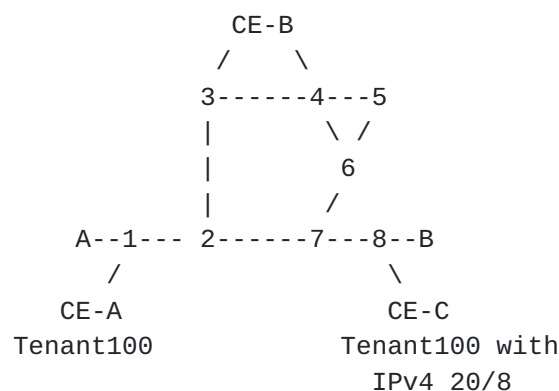 CE-B
/ \
3------4---5
| \ /
| 6
| /
A--1--- 2------7---8--B
/ \
CE-A CE-C
Tenant100 Tenant100 with
IPv4 20/8